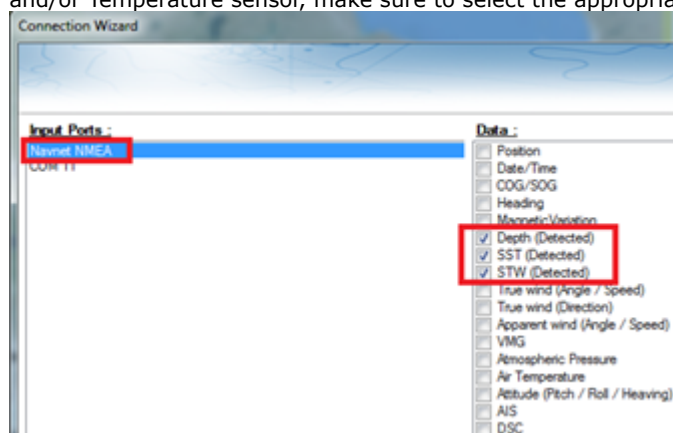 and/or Temperature sensor, make sure to select the appropria
Connection Wizard
Input Ports :
Navnet NMEA
COM 11
Data :
Position
Date/Time
COG/SOG
Heading
Magnetic Variation
Depth (Detected)
SST (Detected)
STW (Detected)
True wind (Angle / Speed)
True wind (Direction)
Apparent wind (Angle / Speed)
VMG
Atmospheric Pressure
Air Temperature
Attitude (Pitch / Roll / Heaving)
AIS
DSC